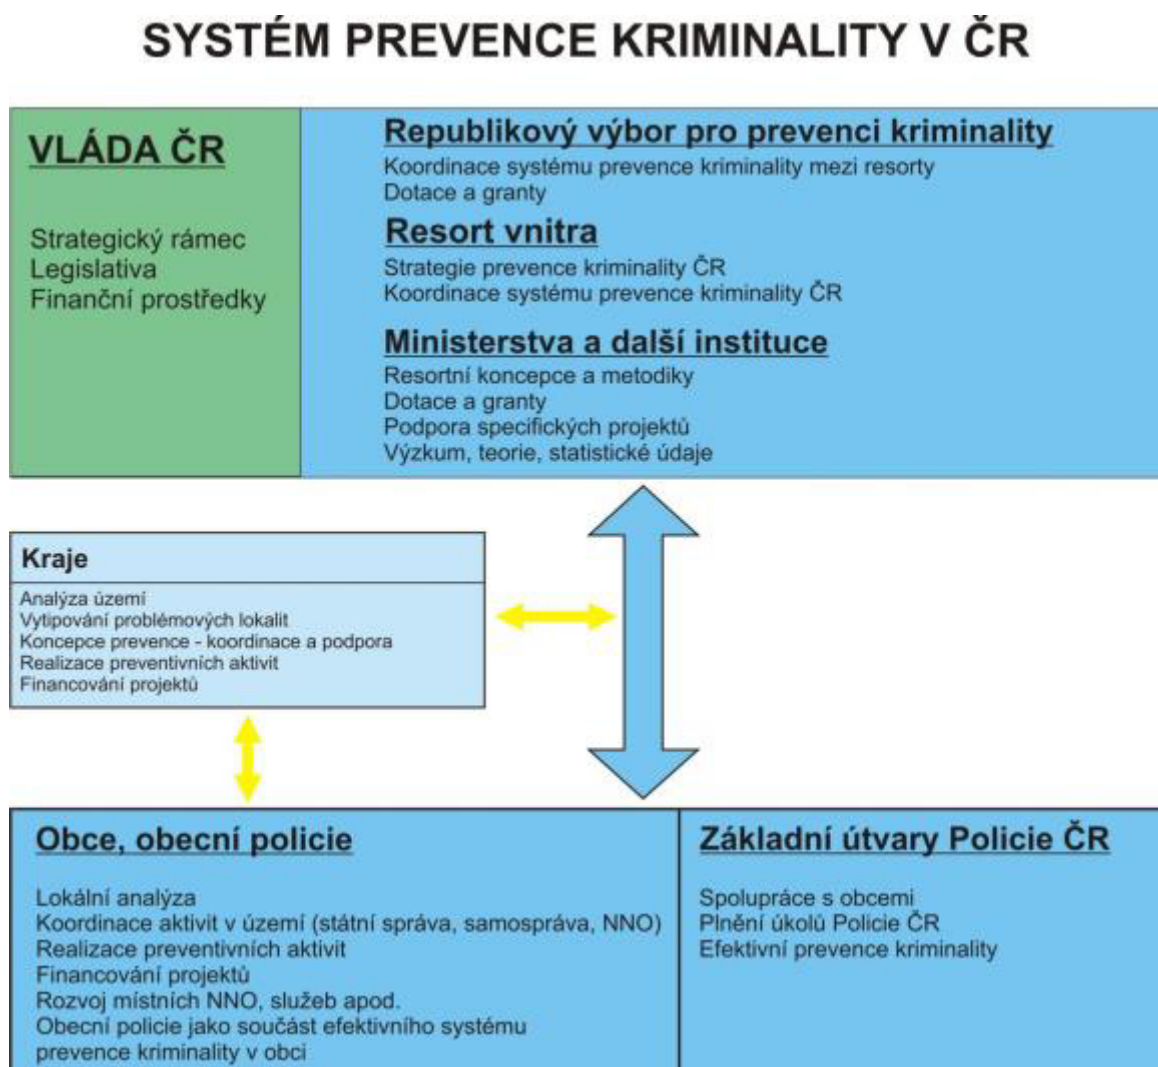 SYSTÉM PREVENCE KRIMINALITY V ČR
VLÁDA ČR
Strategický rámec
Legislativa
Finanční prostředky
Republikový výbor pro prevenci kriminality
Koordinace systému prevence kriminality mezi resorty
Dotace a granty
Resort vnitra
Strategie prevence kriminality ČR
Koordinace systému prevence kriminality ČR
Ministerstva a další instituce
Resortní koncepce a metodiky
Dotace a granty
Podpora specifických projektů
Výzkum, teorie, statistické údaje
Kraje
Analýza území
Vytipování problémových lokalit
Koncepce prevence - koordinace a podpora
Realizace preventivních aktivit
Financování projektů
Obce, obecní policie
Lokální analýza
Koordinace aktivit v území (státní správa, samospráva, NNO)
Realizace preventivních aktivit
Financování projektů
Rozvoj místních NNO, služeb apod.
Obecní policie jako součást efektivního systému
prevence kriminality v obci
Základní útvary Policie ČR
Spolupráce s obcemi
Plnění úkolů Policie ČR
Efektivní prevence kriminality